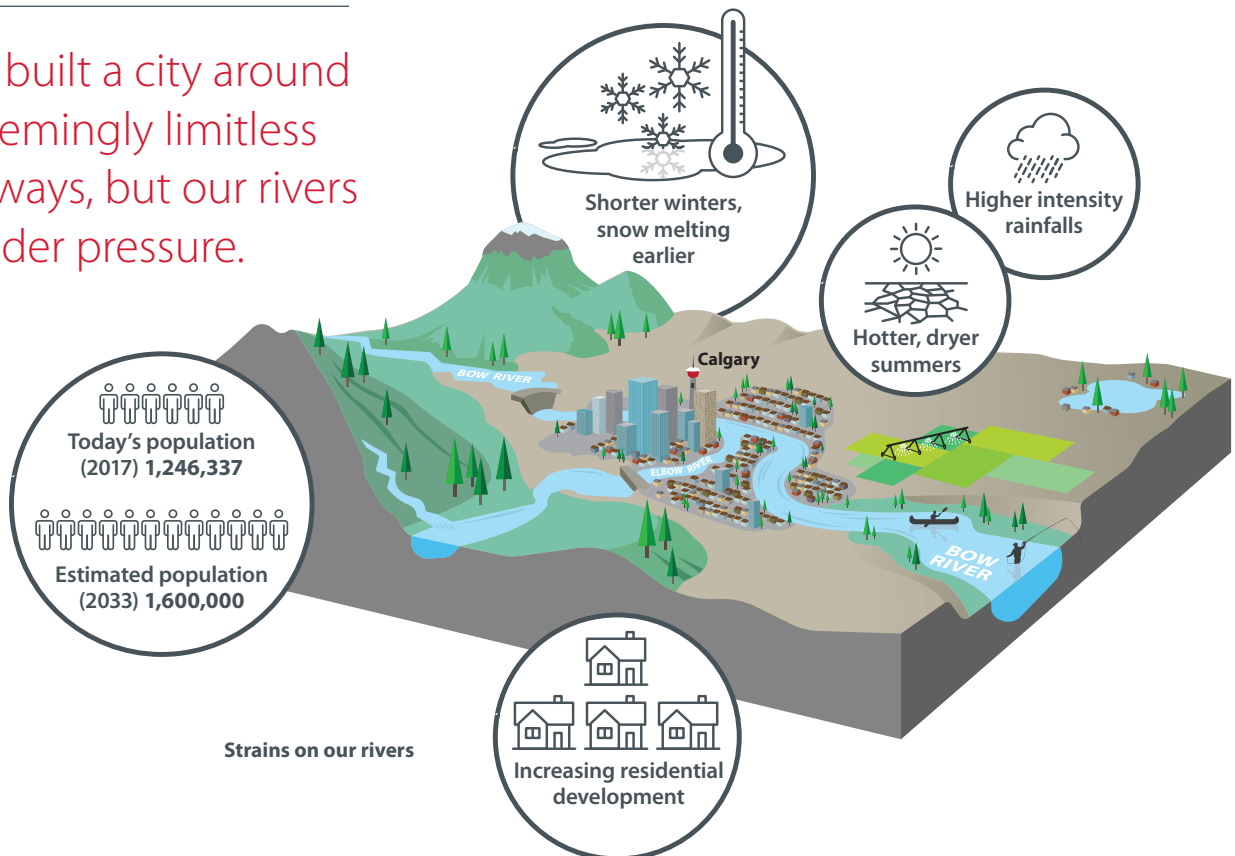 built a city around
emingly limitless
ways, but our rivers
der pressure.
Shorter winters,
snow melting
earlier
Higher intensity
rainfalls
Hotter, dryer
summers
Calgary
BOW RIVER
ELBOW RIVER
BOW
RIVER
Today's population
(2017) 1,246,337
Estimated population
(2033) 1,600,000
Strains on our rivers
Increasing residential
development